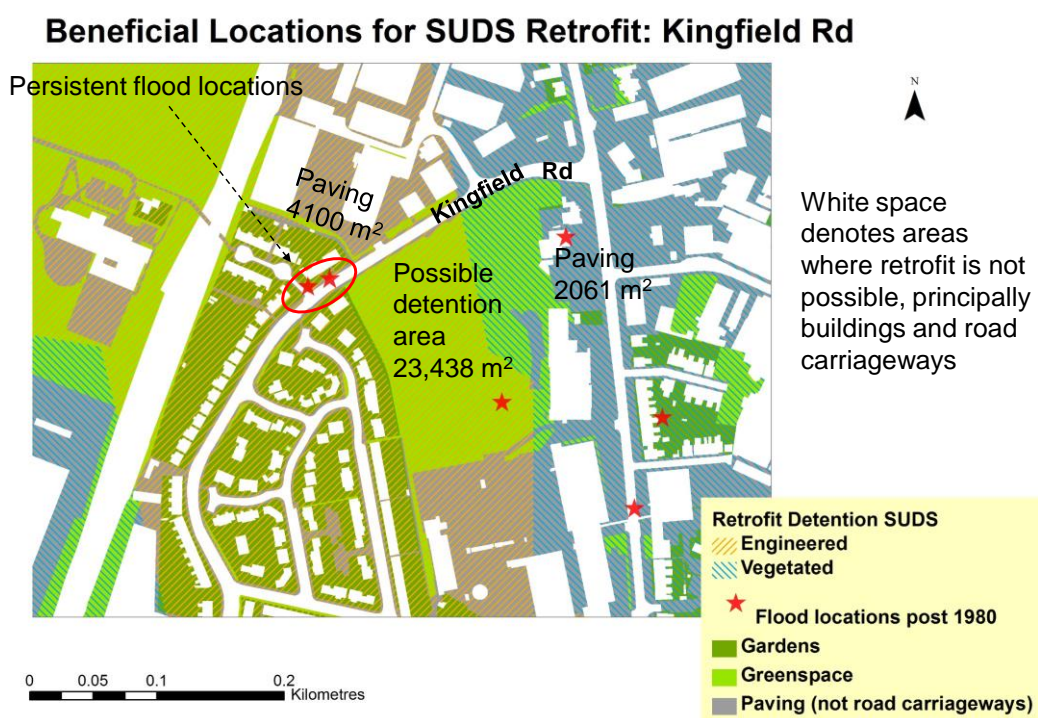 Beneficial Locations for SUDS Retrofit: Kingfield Rd
Persistent flood locations
N
Paving
4100 m²
Kingfield Rd
White space
denotes areas
where retrofit is not
possible, principally
buildings and road
carriageways
Possible
detention
area
23,438 m²
Paving
2061 m²
Retrofit Detention SUDS
Engineered
Vegetated
Flood locations post 1980
Gardens
Greenspace
Paving (not road carriageways)
0 0.05 0.1 0.2
Kilometres